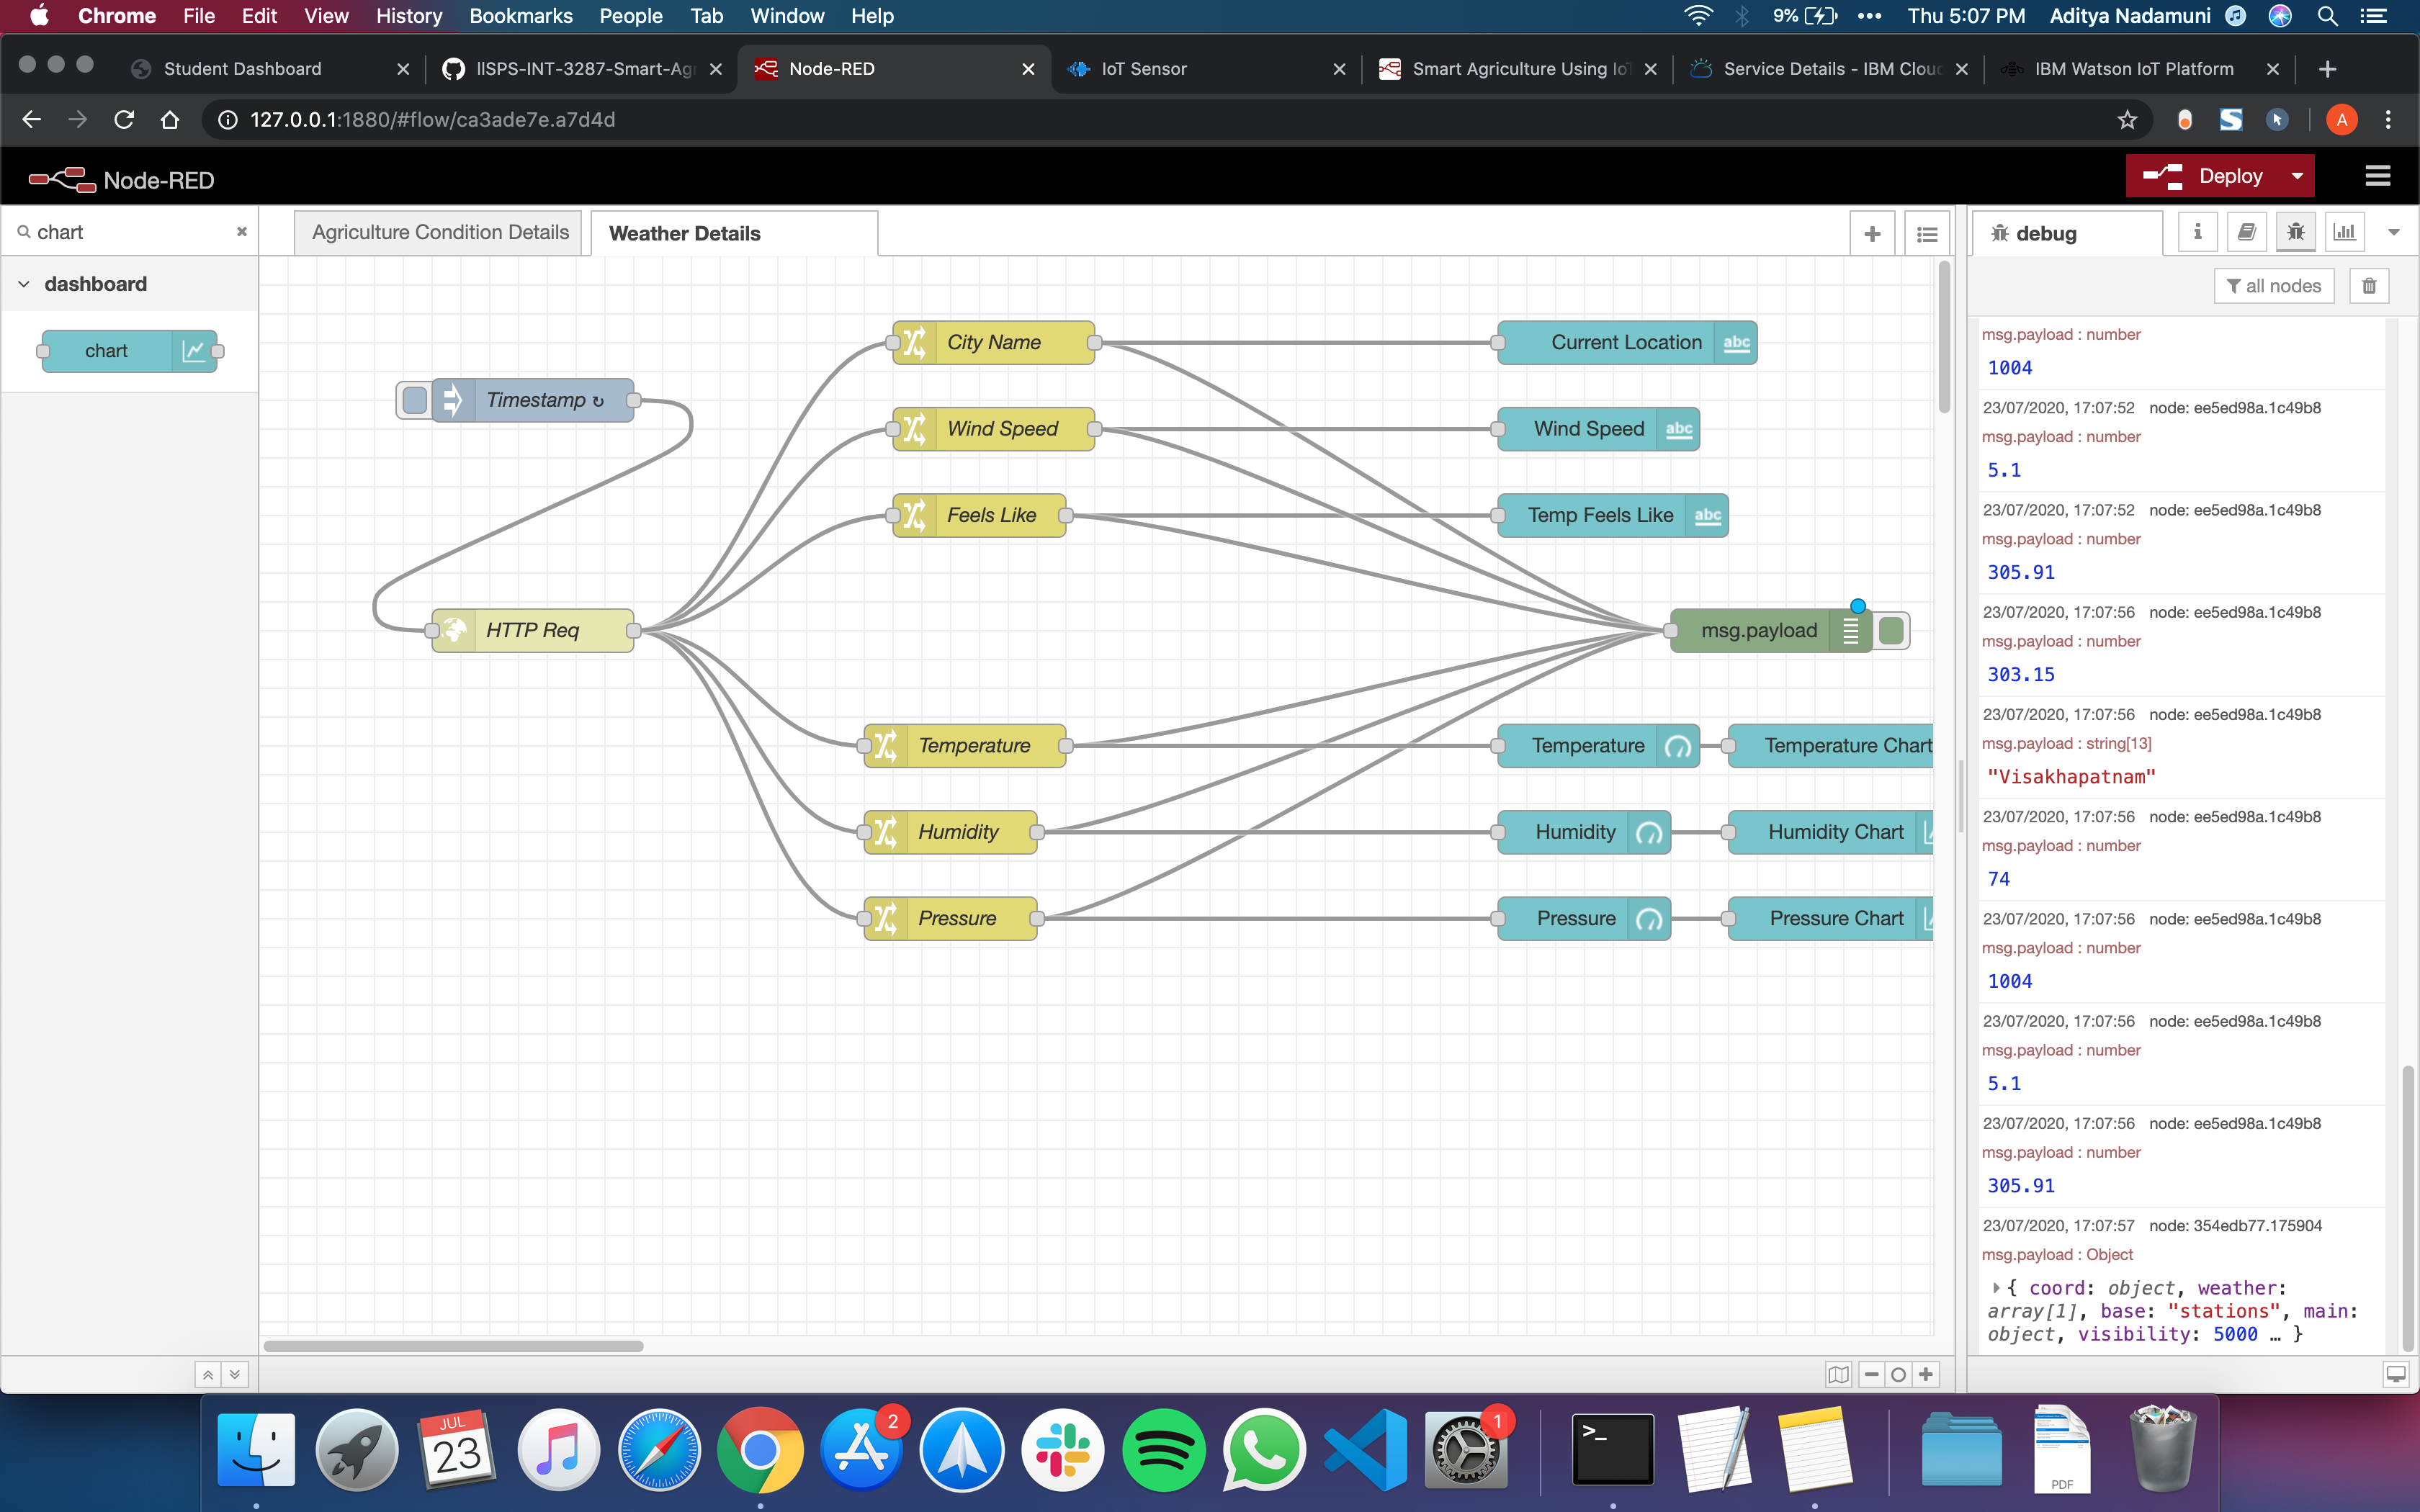 Chrome File Edit View History Bookmarks People Tab Window Help 9% Thu 5:07 PM Aditya Nadamuni
Student Dashboard IISPS-INT-3287-Smart-Agr Node-RED IoT Sensor Smart Agriculture Using IoT Service Details - IBM Cloud IBM Watson IoT Platform
127.0.0.1:1880/#flow/ca3ade7e.a7d4d A
Node-RED Deploy
chart Agriculture Condition Details Weather Details debug
dashboard
all nodes
chart
City Name Current Location abc
Timestamp ↻
Wind Speed Wind Speed abc
Feels Like Temp Feels Like abc
HTTP Req msg.payload
Temperature Temperature Temperature Chart
Humidity Humidity Humidity Chart
Pressure Pressure Pressure Chart
msg.payload : number
1004
23/07/2020, 17:07:52 node: ee5ed98a.1c49b8
msg.payload : number
5.1
23/07/2020, 17:07:52 node: ee5ed98a.1c49b8
msg.payload : number
305.91
23/07/2020, 17:07:56 node: ee5ed98a.1c49b8
msg.payload : number
303.15
23/07/2020, 17:07:56 node: ee5ed98a.1c49b8
msg.payload : string[13]
"Visakhapatnam"
23/07/2020, 17:07:56 node: ee5ed98a.1c49b8
msg.payload : number
74
23/07/2020, 17:07:56 node: ee5ed98a.1c49b8
msg.payload : number
1004
23/07/2020, 17:07:56 node: ee5ed98a.1c49b8
msg.payload : number
5.1
23/07/2020, 17:07:56 node: ee5ed98a.1c49b8
msg.payload : number
305.91
23/07/2020, 17:07:57 node: 354edb77.175904
msg.payload : Object
{ coord: object, weather:
array[1], base: "stations", main:
object, visibility: 5000 … }
JUL 2 1
23
PDF